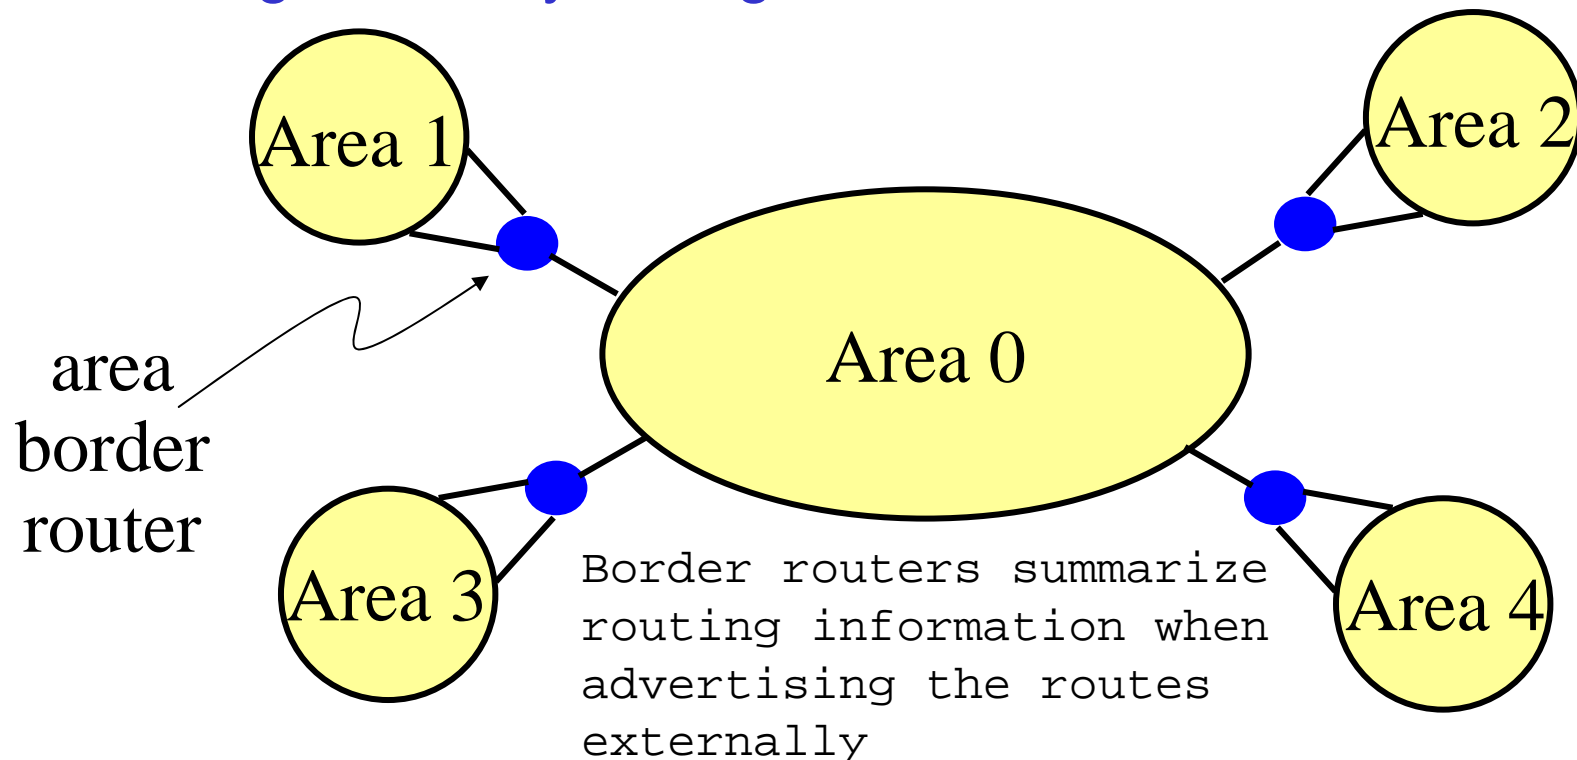 Area 1
Area 2
Area 0
area
border
router
Area 3
Area 4
Border routers summarize
routing information when
advertising the routes
externally